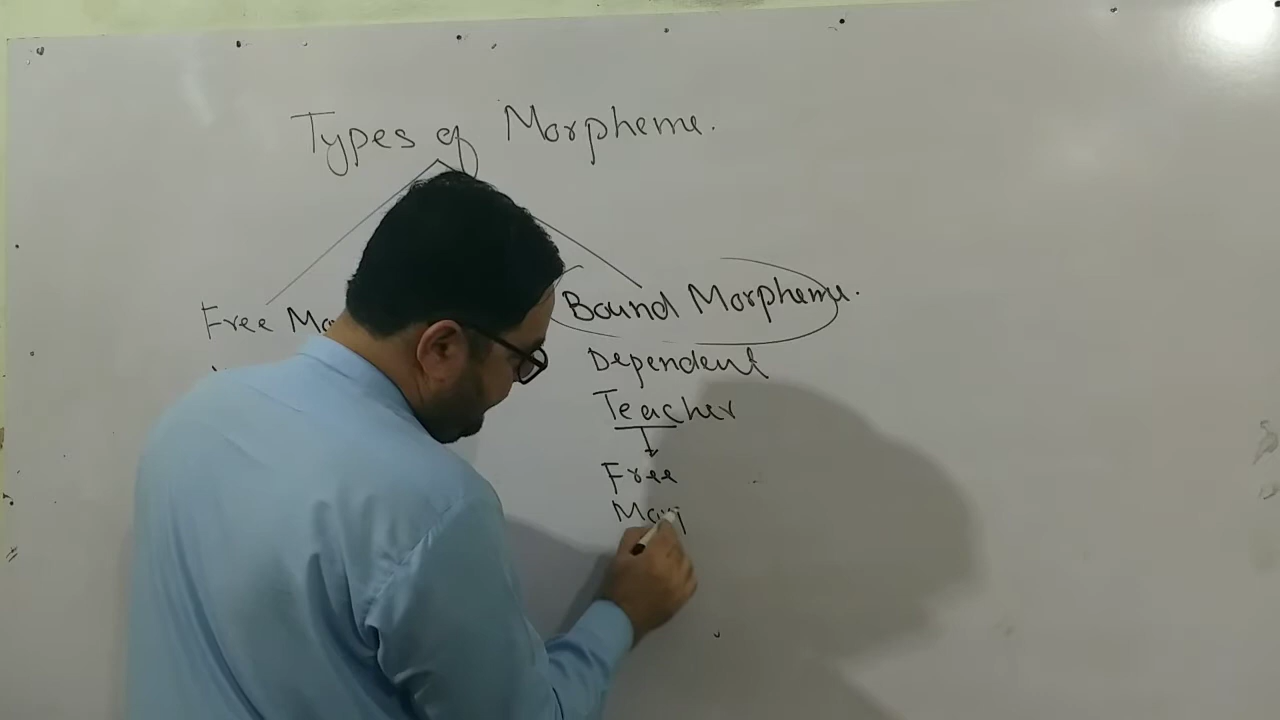 Types of Morpheme.
Free
Bound Morpheme.
Dependent
Teacher
Free